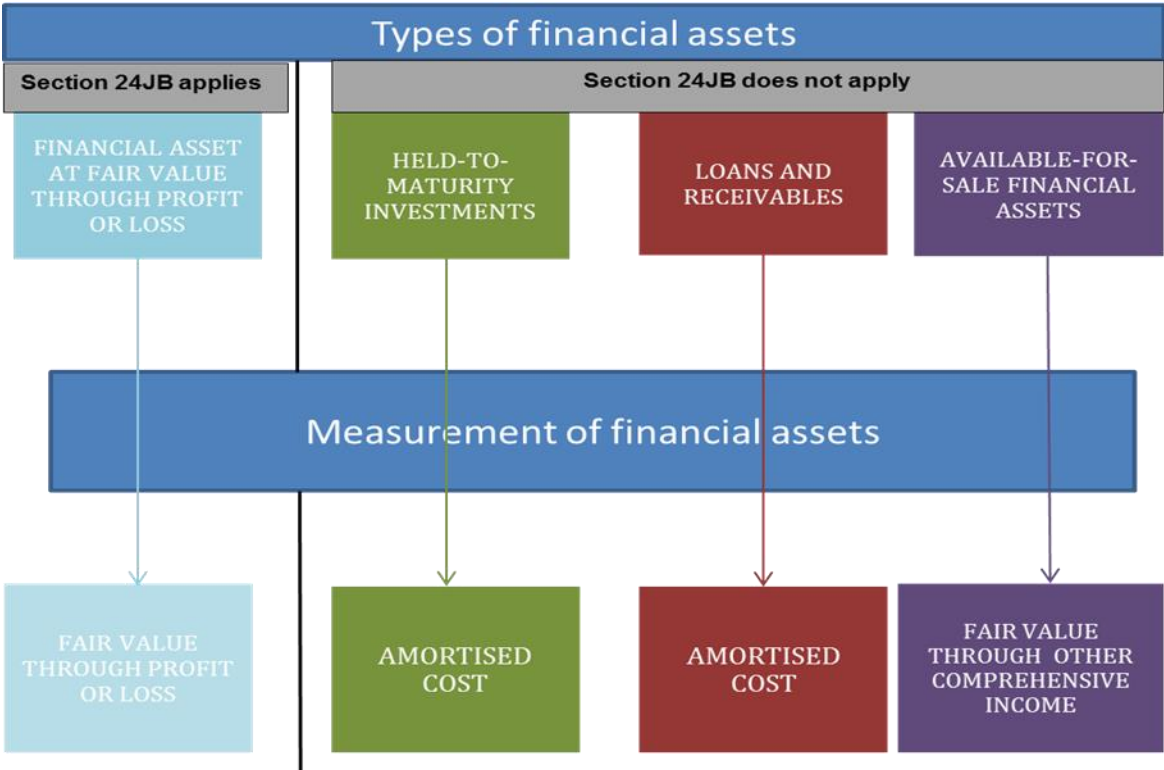 Types of financial assets
Section 24JB applies
Section 24JB does not apply
FINANCIAL ASSET
AT FAIR VALUE
THROUGH PROFIT
OR LOSS
HELD-TO-
MATURITY
INVESTMENTS
LOANS AND
RECEIVABLES
AVAILABLE-FOR-
SALE FINANCIAL
ASSETS
Measurement of financial assets
FAIR VALUE
THROUGH PROFIT
OR LOSS
AMORTISED
COST
AMORTISED
COST
FAIR VALUE
THROUGH OTHER
COMPREHENSIVE
INCOME